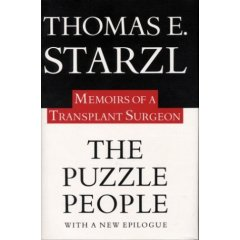 THOMAS E.
STARZL
MEMOIRS OF A
TRANSPLANT SURGEON
THE
PUZZLE
PEOPLE
WITH A NEW EPILOGUE